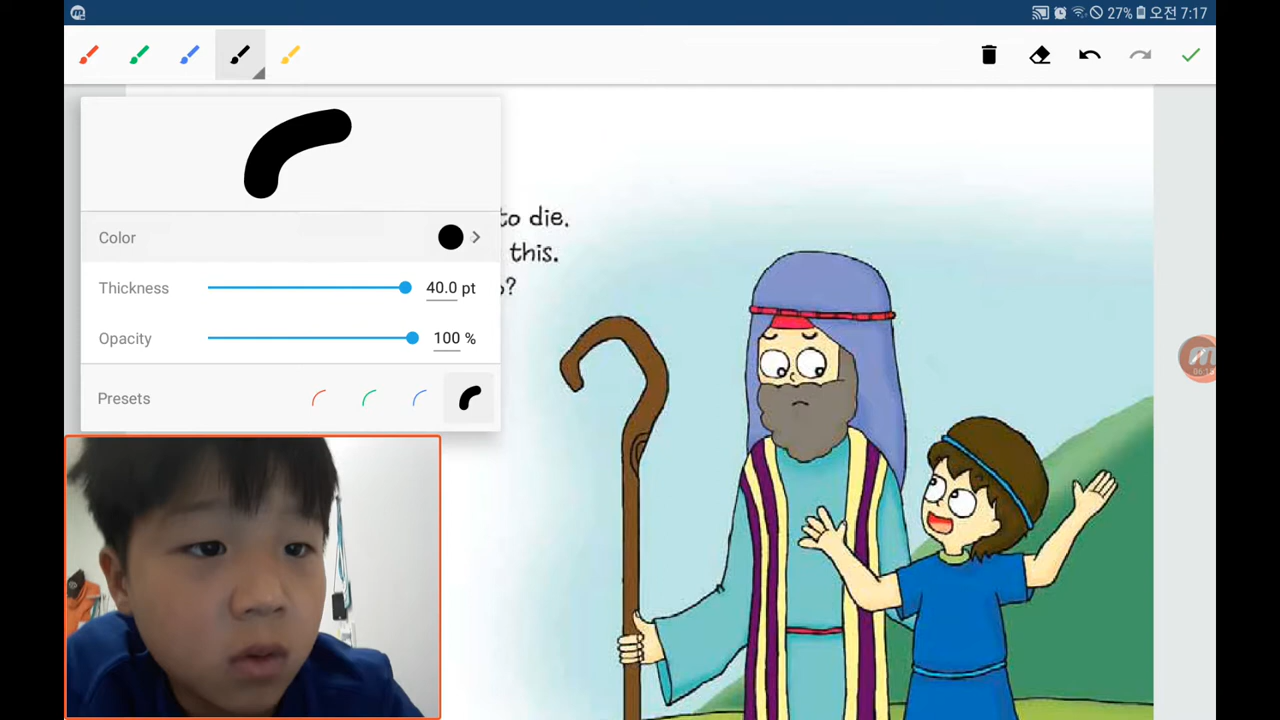 27% 오전 7:17
Color
Thickness 40.0 pt
Opacity 100 %
Presets
to die.
this.
?